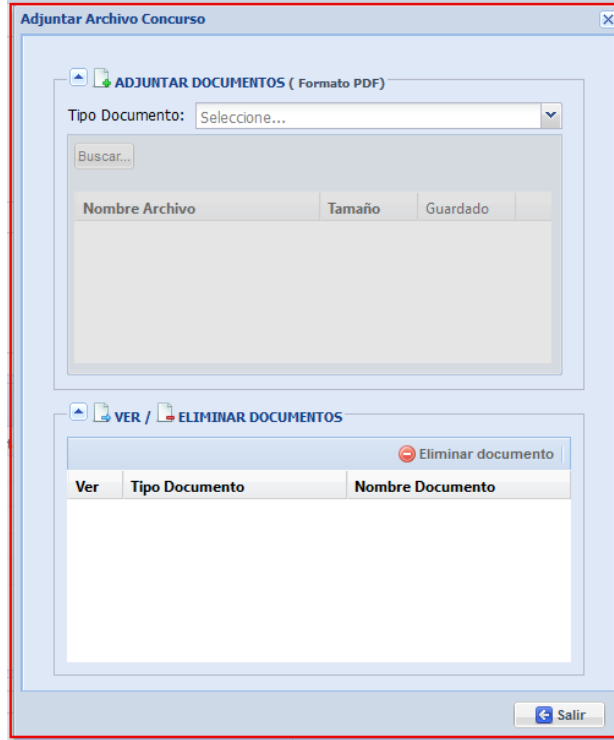 Adjuntar Archivo Concurso
ADJUNTAR DOCUMENTOS ( Formato PDF)
Tipo Documento: Seleccione...
Buscar...
Nombre Archivo Tamaño Guardado
VER / ELIMINAR DOCUMENTOS
Eliminar documento
Ver Tipo Documento Nombre Documento
Salir